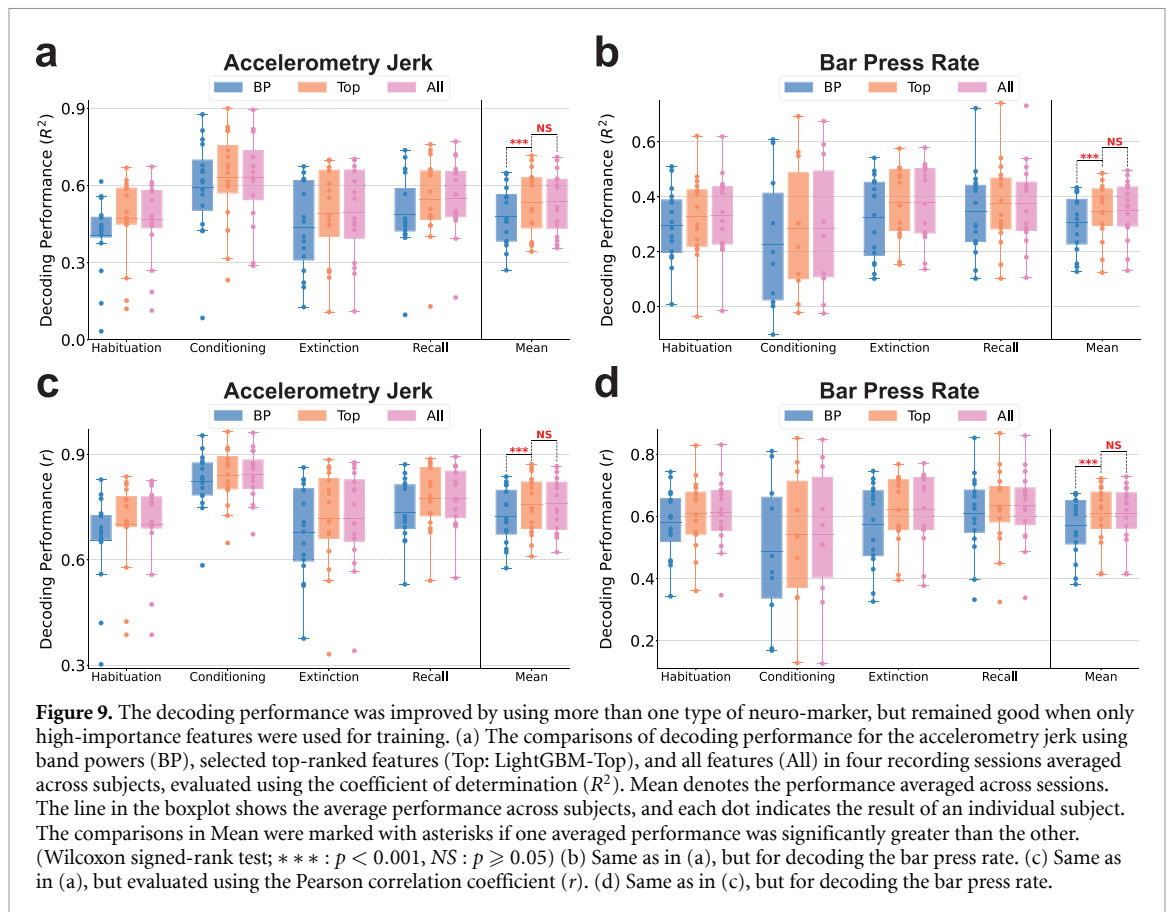 a
Accelerometry Jerk
BP Top All
Decoding Performance (R²)
0.9
0.6
0.3
0.0
*** NS
Habituation Conditioning Extinction Recall Mean
b
Bar Press Rate
BP Top All
Decoding Performance (R²)
0.6
0.4
0.2
0.0
*** NS
Habituation Conditioning Extinction Recall Mean
c
Accelerometry Jerk
BP Top All
Decoding Performance (r)
0.9
0.6
0.3
*** NS
Habituation Conditioning Extinction Recall Mean
d
Bar Press Rate
BP Top All
Decoding Performance (r)
0.8
0.6
0.4
0.2
*** NS
Habituation Conditioning Extinction Recall Mean
Figure 9. The decoding performance was improved by using more than one type of neuro-marker, but remained good when only
high-importance features were used for training. (a) The comparisons of decoding performance for the accelerometry jerk using
band powers (BP), selected top-ranked features (Top: LightGBM-Top), and all features (All) in four recording sessions averaged
across subjects, evaluated using the coefficient of determination (R²). Mean denotes the performance averaged across sessions.
The line in the boxplot shows the average performance across subjects, and each dot indicates the result of an individual subject.
The comparisons in Mean were marked with asterisks if one averaged performance was significantly greater than the other.
(Wilcoxon signed-rank test; ∗ ∗ ∗ : p < 0.001, NS : p ⩾ 0.05) (b) Same as in (a), but for decoding the bar press rate. (c) Same as
in (a), but evaluated using the Pearson correlation coefficient (r). (d) Same as in (c), but for decoding the bar press rate.